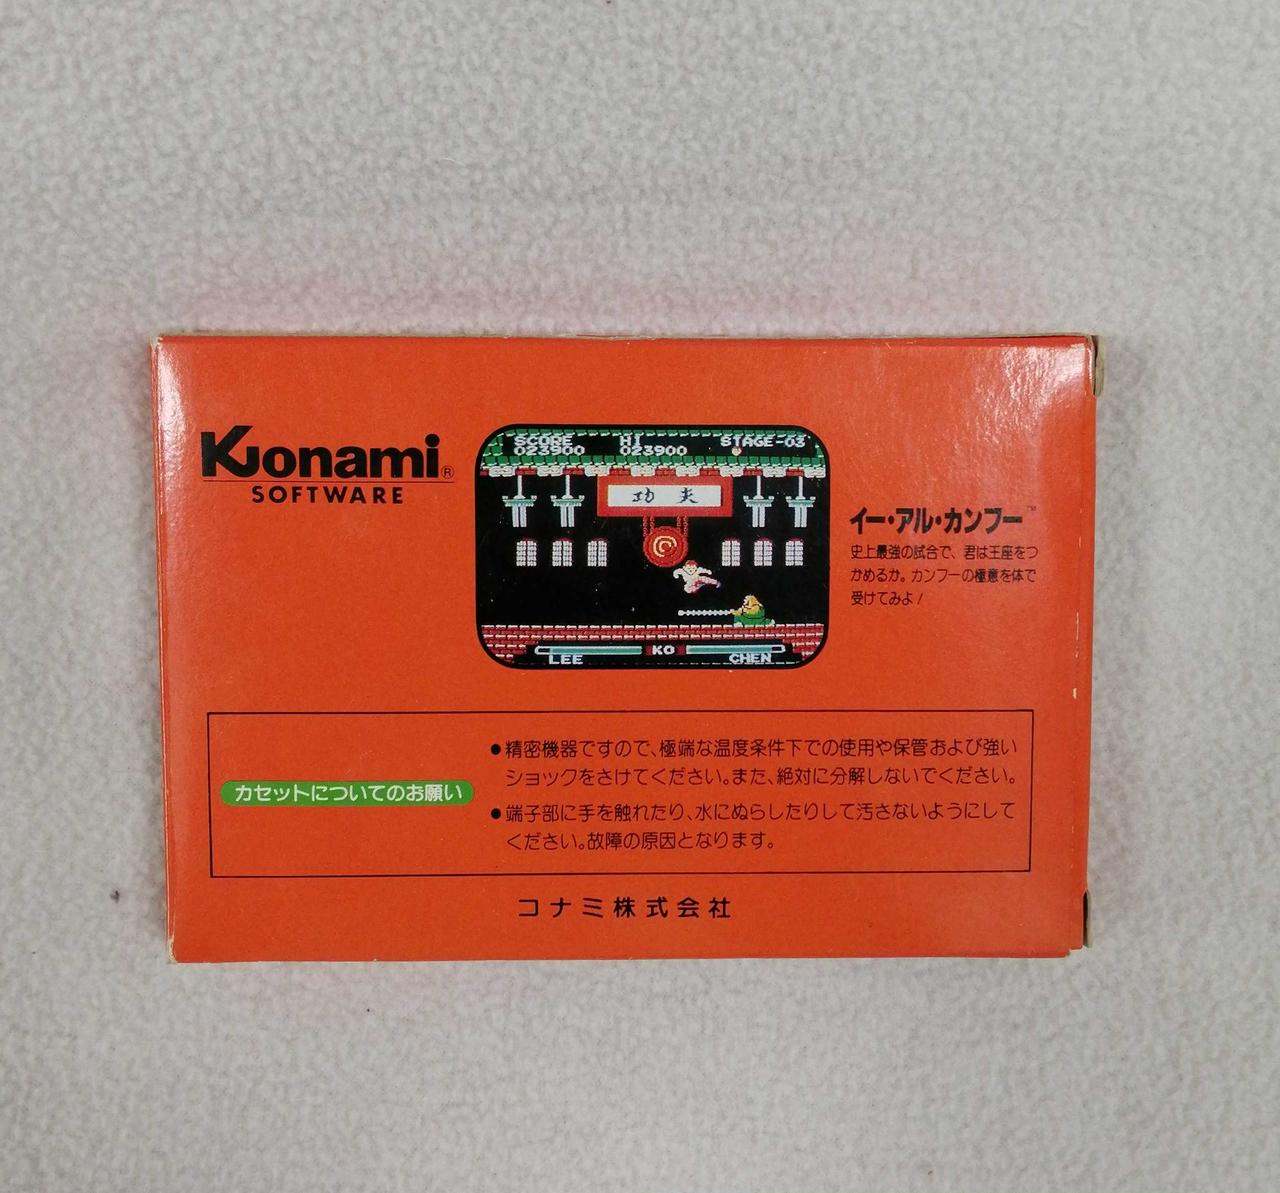 Konami®
SOFTWARE
SCORE HI STAGE-03
023900 023900
功夫
KO
LEE CHEN
イー・アル・カンフー™
史上最強の試合で、君は王座をつ
かめるか。カンフーの極意を体で
受けてみよ！
カセットについてのお願い
●精密機器ですので、極端な温度条件下での使用や保管および強い
ショックをさけてください。また、絶対に分解しないでください。
●端子部に手を触れたり、水にぬらしたりして汚さないようにして
ください。故障の原因となります。
コナミ株式会社